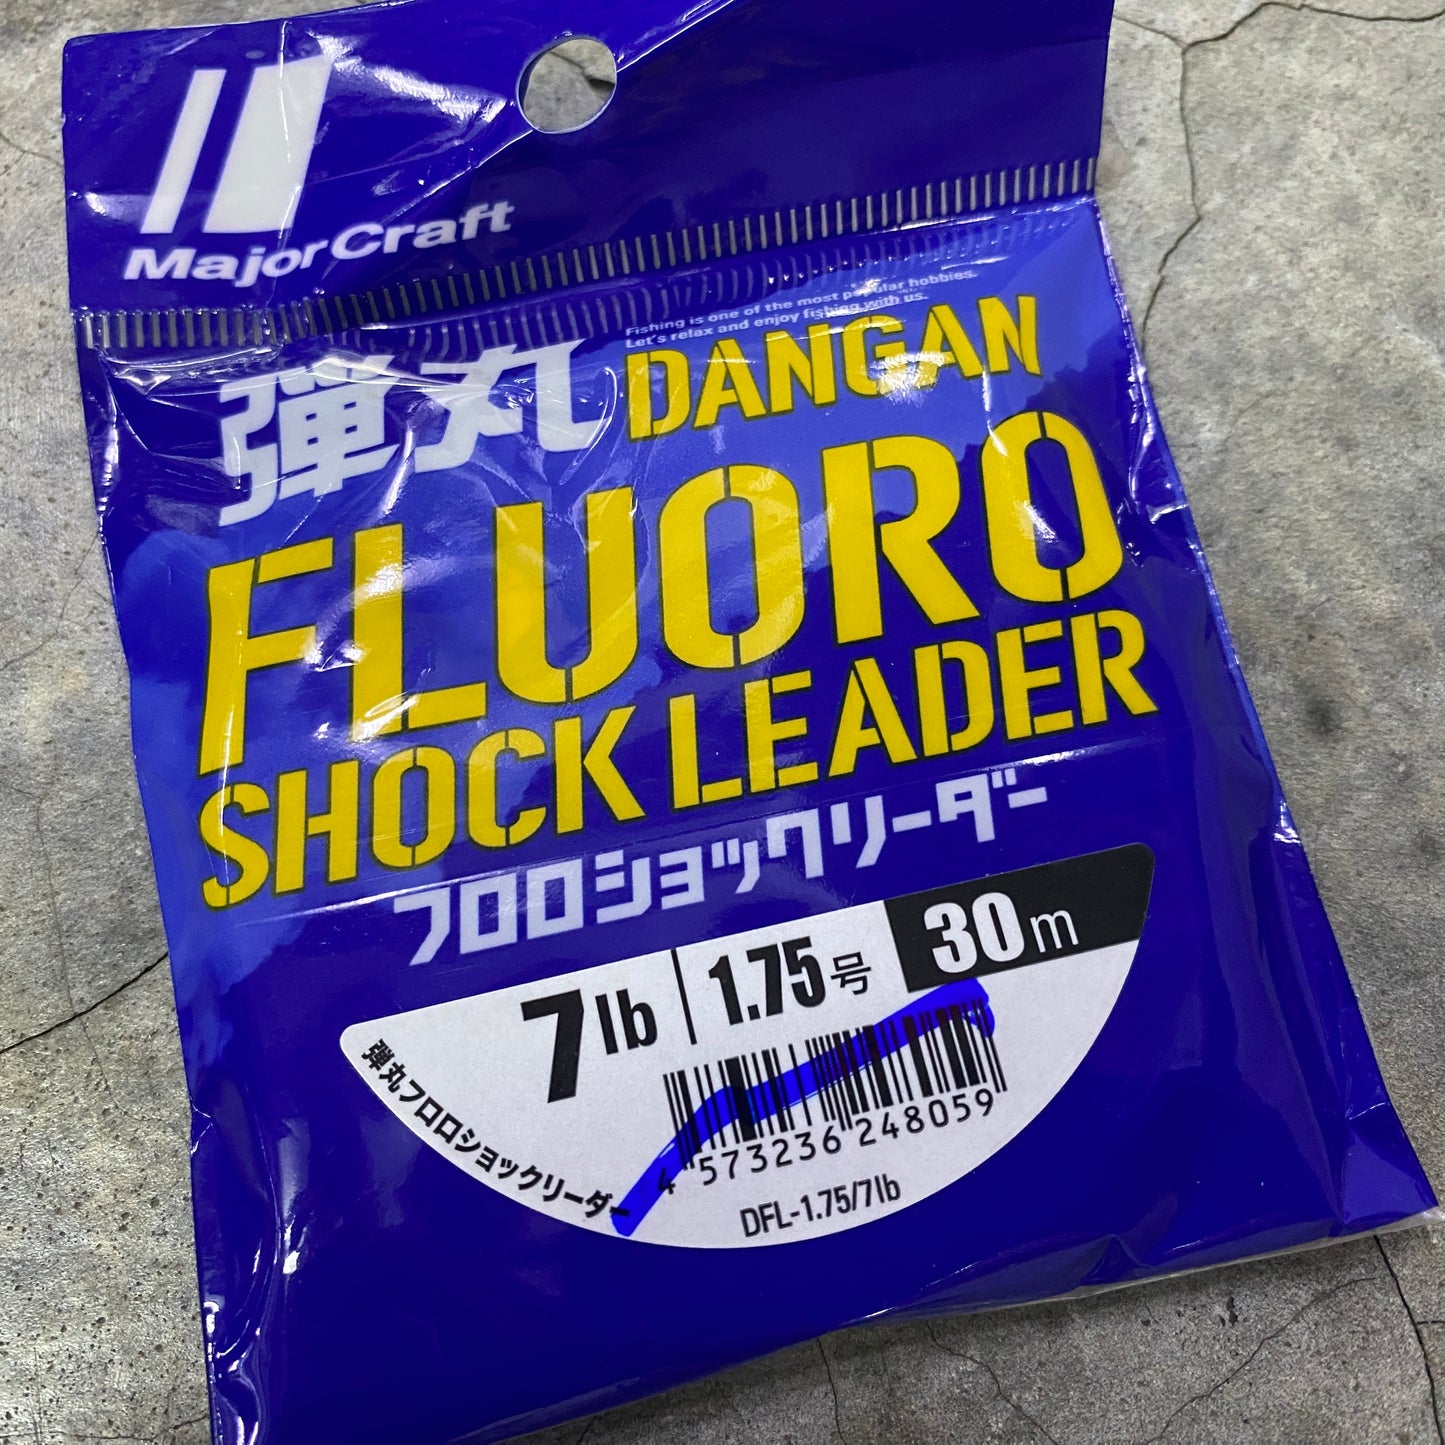 MajorCraft
Fishing is one of the most popular hobbies.
Let's relax and enjoy fishing with us.
弾丸 DANGAN
FLUORO
SHOCK LEADER
フロロショックリーダー
7lb 1.75号 30m
弾丸フロロショックリーダー
4 573236 248059
DFL-1.75/7lb